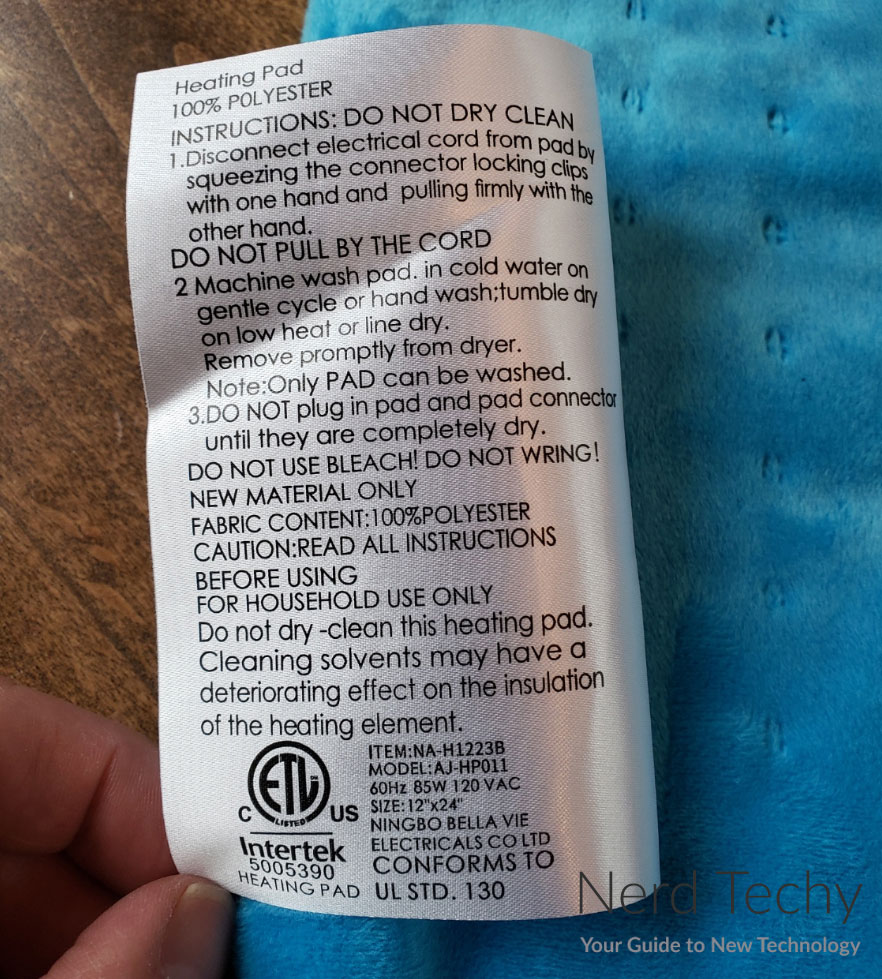 Heating Pad
100% POLYESTER
INSTRUCTIONS: DO NOT DRY CLEAN
1.Disconnect electrical cord from pad by
squeezing the connector locking clips
with one hand and pulling firmly with the
other hand.
DO NOT PULL BY THE CORD
2 Machine wash pad. in cold water on
gentle cycle or hand wash;tumble dry
on low heat or line dry.
Remove promptly from dryer.
Note:Only PAD can be washed.
3.DO NOT plug in pad and pad connector
until they are completely dry.
DO NOT USE BLEACH! DO NOT WRING!
NEW MATERIAL ONLY
FABRIC CONTENT:100%POLYESTER
CAUTION:READ ALL INSTRUCTIONS
BEFORE USING
FOR HOUSEHOLD USE ONLY
Do not dry -clean this heating pad.
Cleaning solvents may have a
deteriorating effect on the insulation
of the heating element.
ETL
LISTED
C US
Intertek
5005390
HEATING PAD
ITEM:NA-H1223B
MODEL:AJ-HP011
60Hz 85W 120 VAC
SIZE:12"x24"
NINGBO BELLA VIE
ELECTRICALS CO LTD
CONFORMS TO
UL STD. 130
Nerd Techy
Your Guide to New Technology